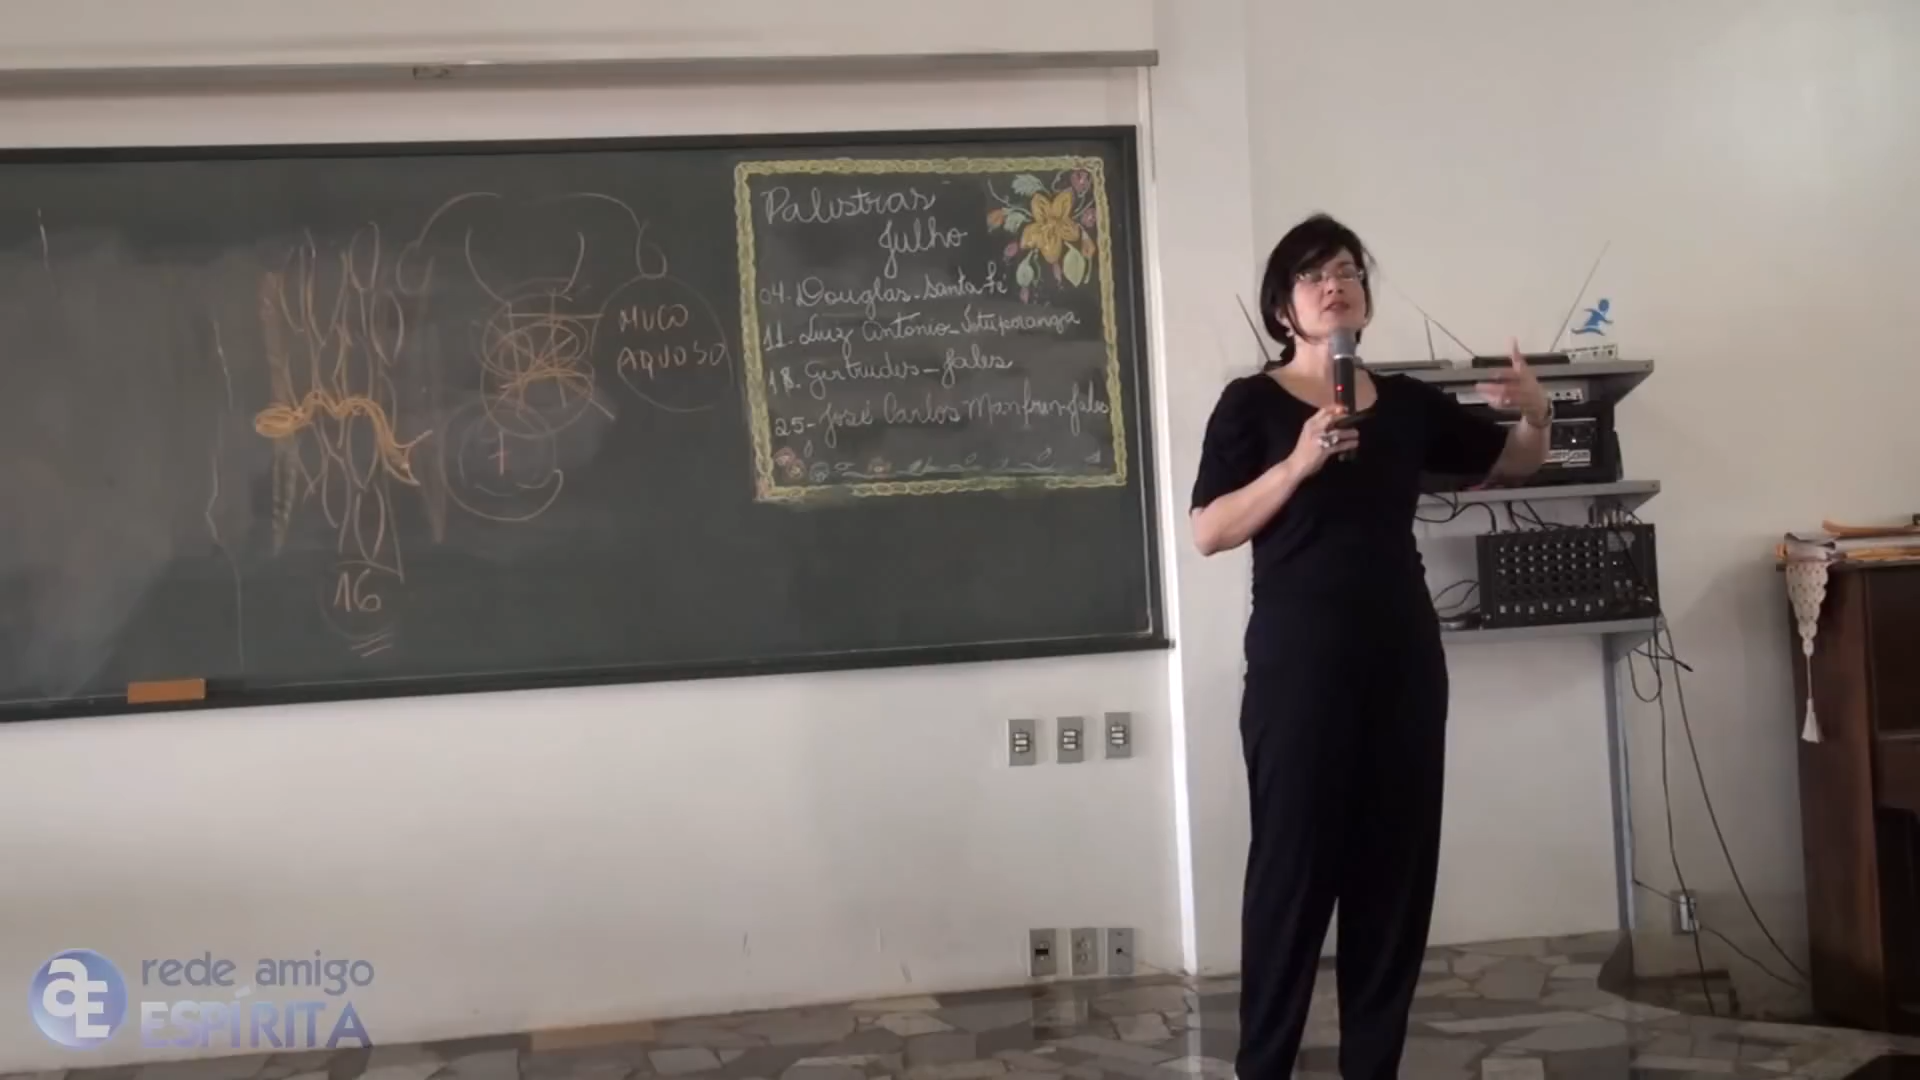 MUCO
AQUOSO
16
Palestras
Julho
04. Douglas - Santa Fé
11. Luiz Antonio - Votuporanga
18. Gertrudes - Jales
25 - José Carlos Manfrin - Jales
rede amigo
ESPÍRITA